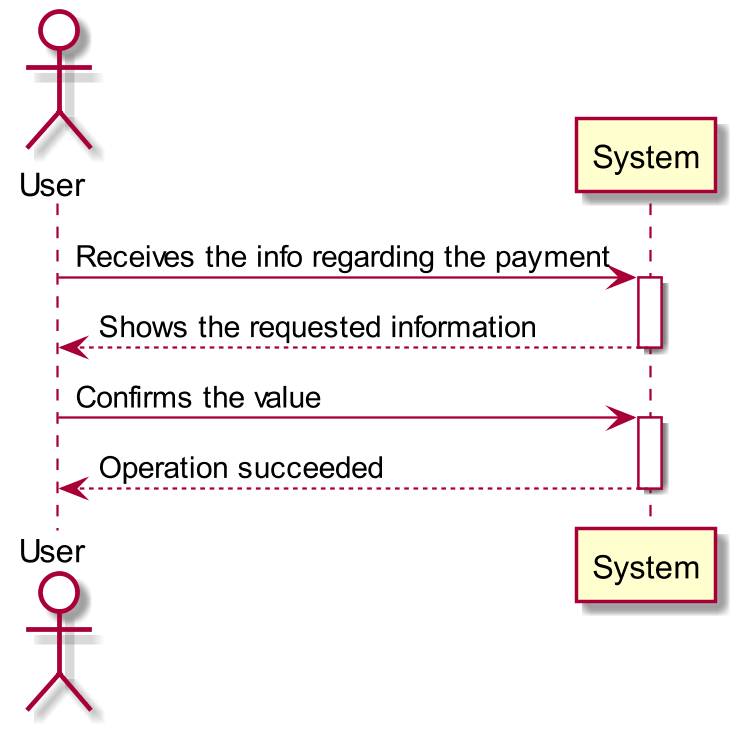 User
System
Receives the info regarding the payment
Shows the requested information
Confirms the value
Operation succeeded
User
System